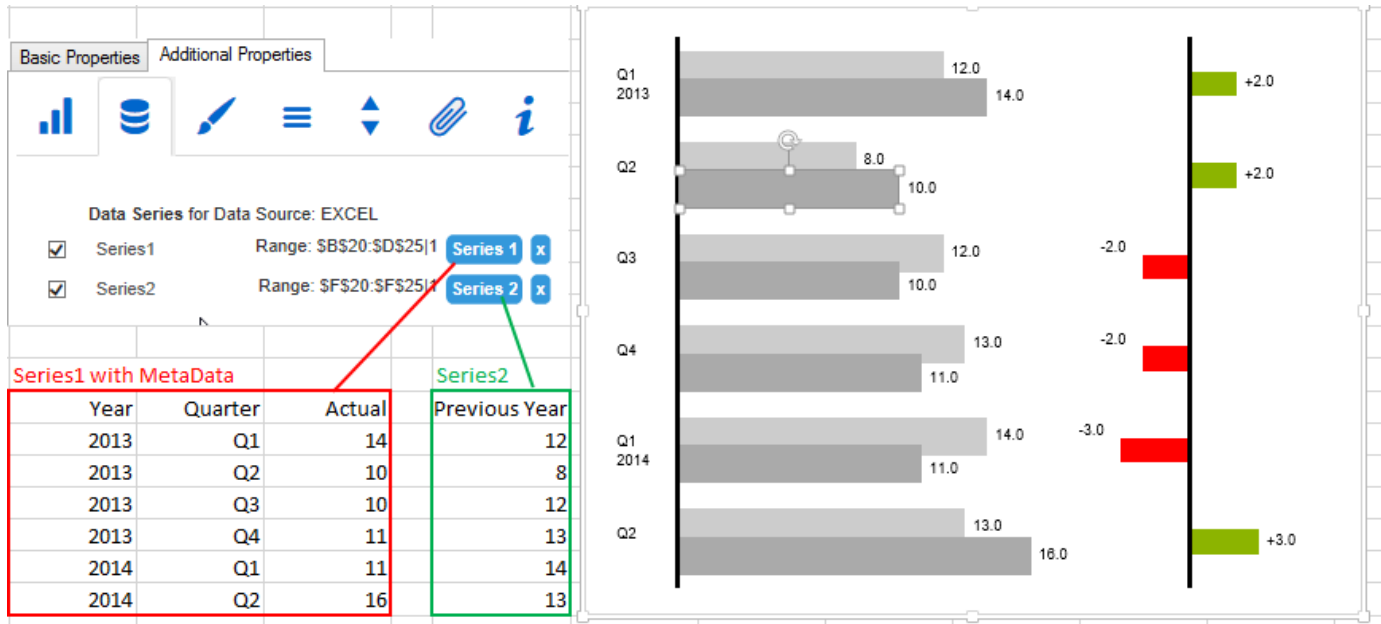 Basic Properties Additional Properties
Data Series for Data Source: EXCEL
Series1 Range: $B$20:$D$25|1 Series 1 x
Series2 Range: $F$20:$F$25|1 Series 2 x
Series1 with MetaData Series2
Year Quarter Actual Previous Year
2013 Q1 14 12
2013 Q2 10 8
2013 Q3 10 12
2013 Q4 11 13
2014 Q1 11 14
2014 Q2 16 13
Q1
2013
12.0
14.0
+2.0
Q2
8.0
10.0
+2.0
Q3
12.0
10.0
-2.0
Q4
13.0
11.0
-2.0
Q1
2014
14.0
11.0
-3.0
Q2
13.0
16.0
+3.0